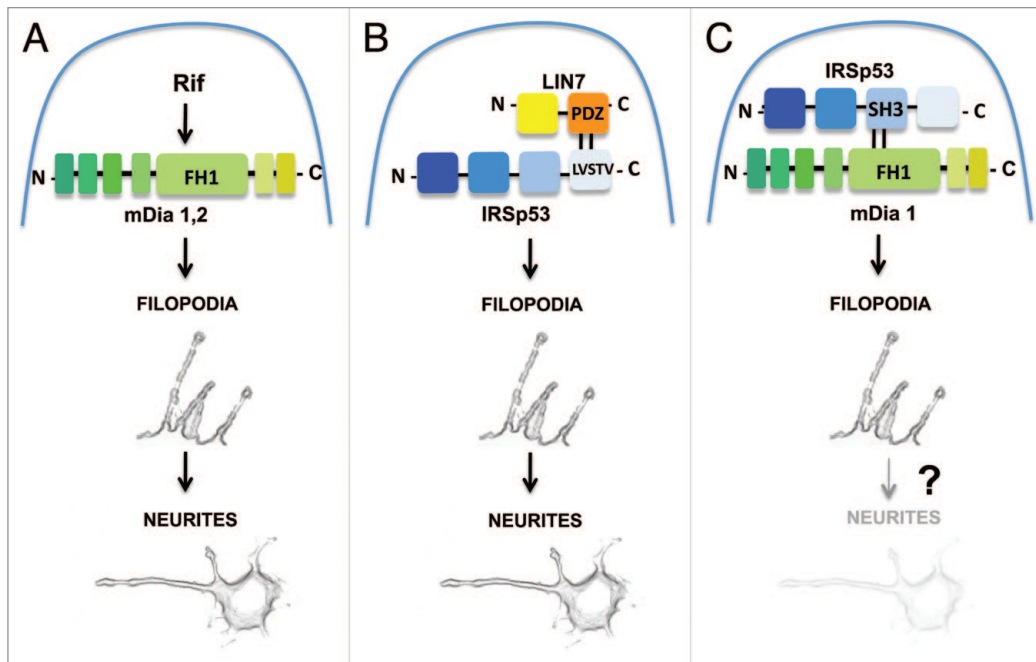 A
Rif
N - FH1 - C
mDia 1,2
FILOPODIA
NEURITES
B
LIN7
N - PDZ - C
N - LVSTV - C
IRSp53
FILOPODIA
NEURITES
C
IRSp53
N - SH3 - C
N - FH1 - C
mDia 1
FILOPODIA
?
NEURITES